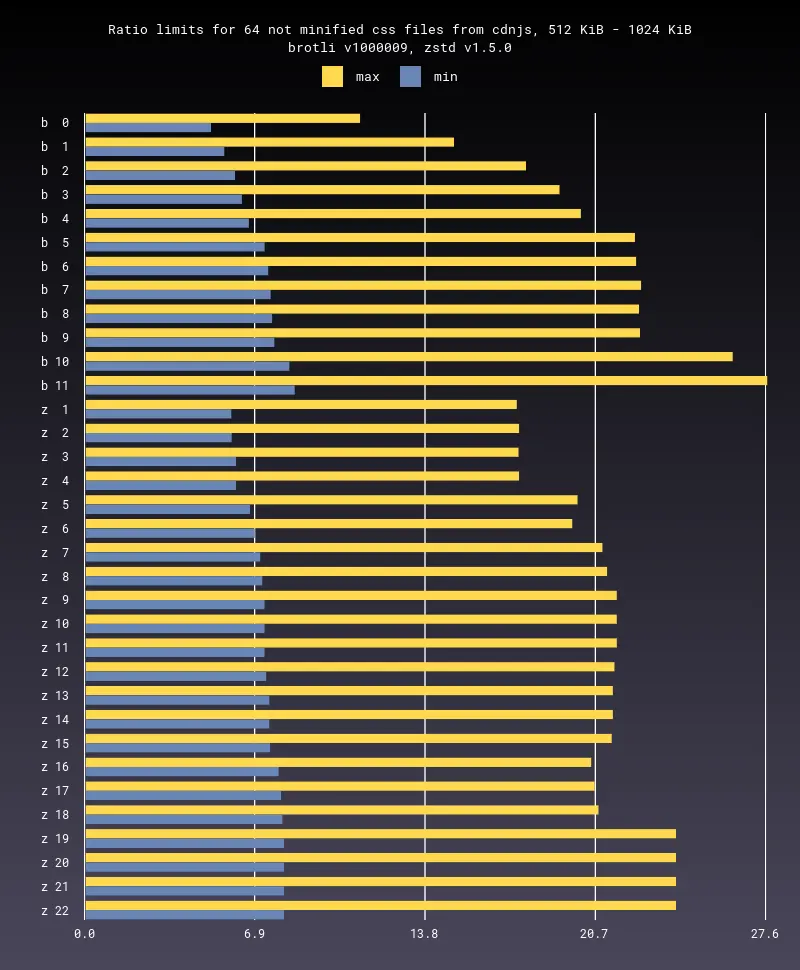 Ratio limits for 64 not minified css files from cdnjs, 512 KiB - 1024 KiB
brotli v1000009, zstd v1.5.0
max min
b 0
b 1
b 2
b 3
b 4
b 5
b 6
b 7
b 8
b 9
b 10
b 11
z 1
z 2
z 3
z 4
z 5
z 6
z 7
z 8
z 9
z 10
z 11
z 12
z 13
z 14
z 15
z 16
z 17
z 18
z 19
z 20
z 21
z 22
0.0 6.9 13.8 20.7 27.6